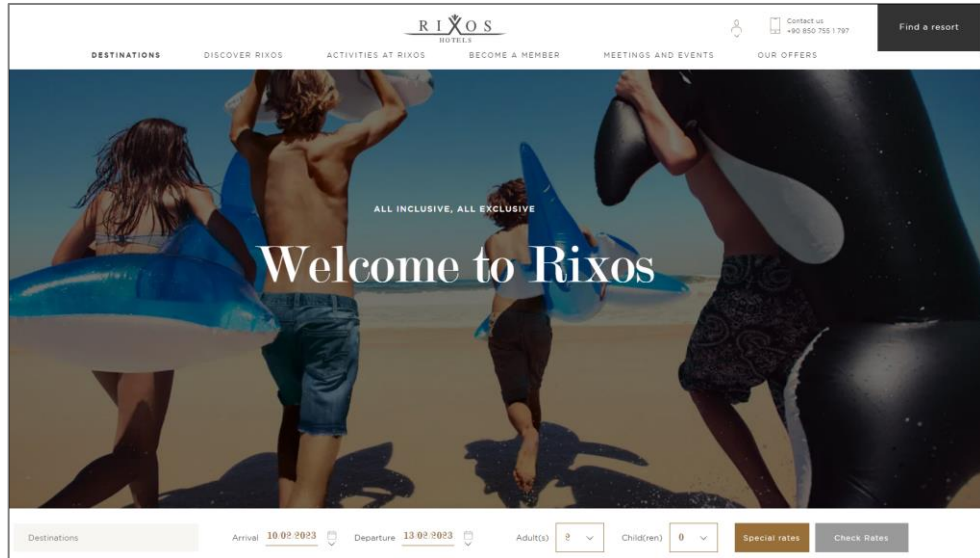 RIXOS
HOTELS
Contact us
+90 850 755 1 797
Find a resort
DESTINATIONS
DISCOVER RIXOS
ACTIVITIES AT RIXOS
BECOME A MEMBER
MEETINGS AND EVENTS
OUR OFFERS
ALL INCLUSIVE, ALL EXCLUSIVE
Welcome to Rixos
Destinations
Arrival 10/02/2023
Departure 13/02/2023
Adult(s) 2
Child(ren) 0
Special rates
Check Rates